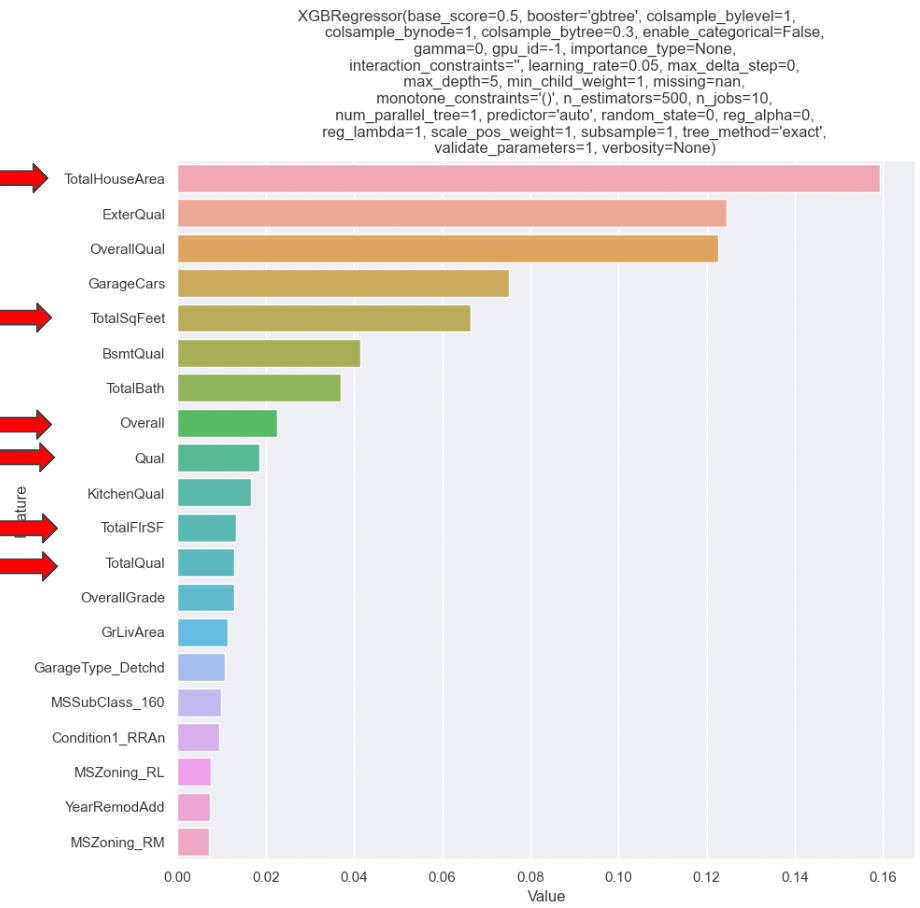 XGBRegressor(base_score=0.5, booster='gbtree', colsample_bylevel=1,
colsample_bynode=1, colsample_bytree=0.3, enable_categorical=False,
gamma=0, gpu_id=-1, importance_type=None,
interaction_constraints='', learning_rate=0.05, max_delta_step=0,
max_depth=5, min_child_weight=1, missing=nan,
monotone_constraints='()', n_estimators=500, n_jobs=10,
num_parallel_tree=1, predictor='auto', random_state=0, reg_alpha=0,
reg_lambda=1, scale_pos_weight=1, subsample=1, tree_method='exact',
validate_parameters=1, verbosity=None)
TotalHouseArea
ExterQual
OverallQual
GarageCars
TotalSqFeet
BsmtQual
TotalBath
Overall
Qual
KitchenQual
TotalFlrSF
TotalQual
OverallGrade
GrLivArea
GarageType_Detchd
MSSubClass_160
Condition1_RRAn
MSZoning_RL
YearRemodAdd
MSZoning_RM
0.00 0.02 0.04 0.06 0.08 0.10 0.12 0.14 0.16
Value